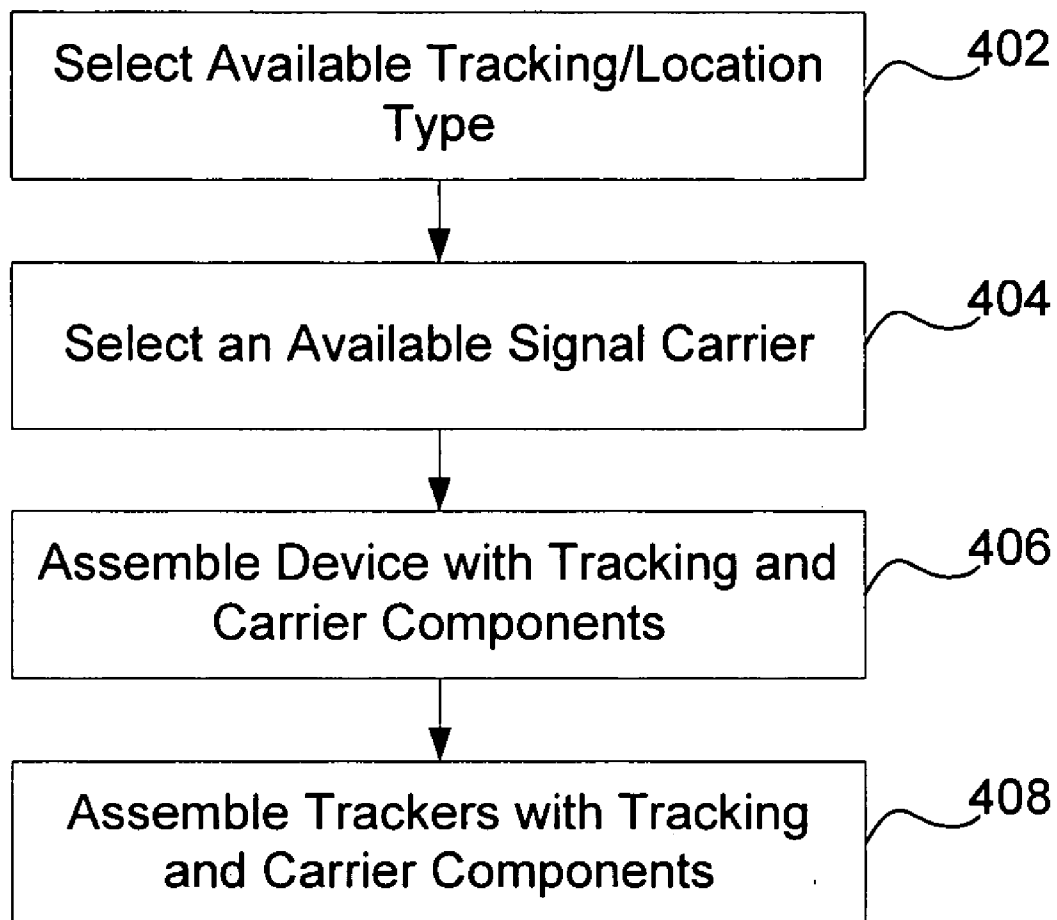 Select Available Tracking/Location
Type
402
Select an Available Signal Carrier
404
Assemble Device with Tracking and
Carrier Components
406
Assemble Trackers with Tracking
and Carrier Components
408